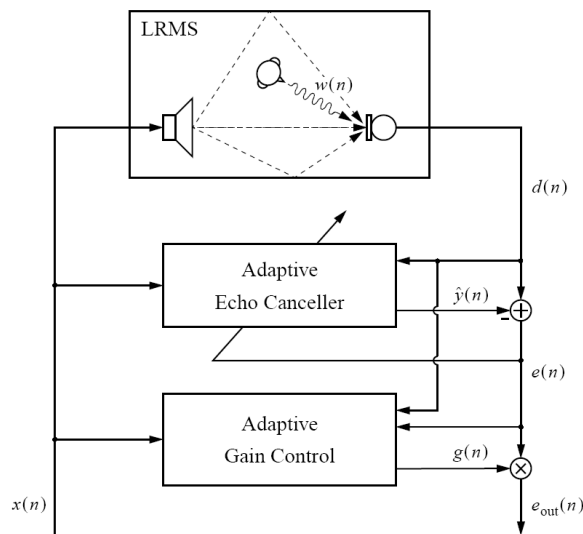 LRMS
w(n)
d(n)
Adaptive
Echo Canceller
ŷ(n)
-
+
e(n)
Adaptive
Gain Control
g(n)
×
x(n)
e_out(n)